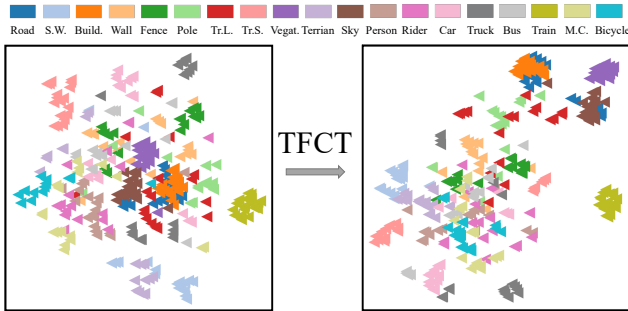 Road S.W. Build. Wall Fence Pole Tr.L. Tr.S. Vegat. Terrian Sky Person Rider Car Truck Bus Train M.C. Bicycle
TFCT